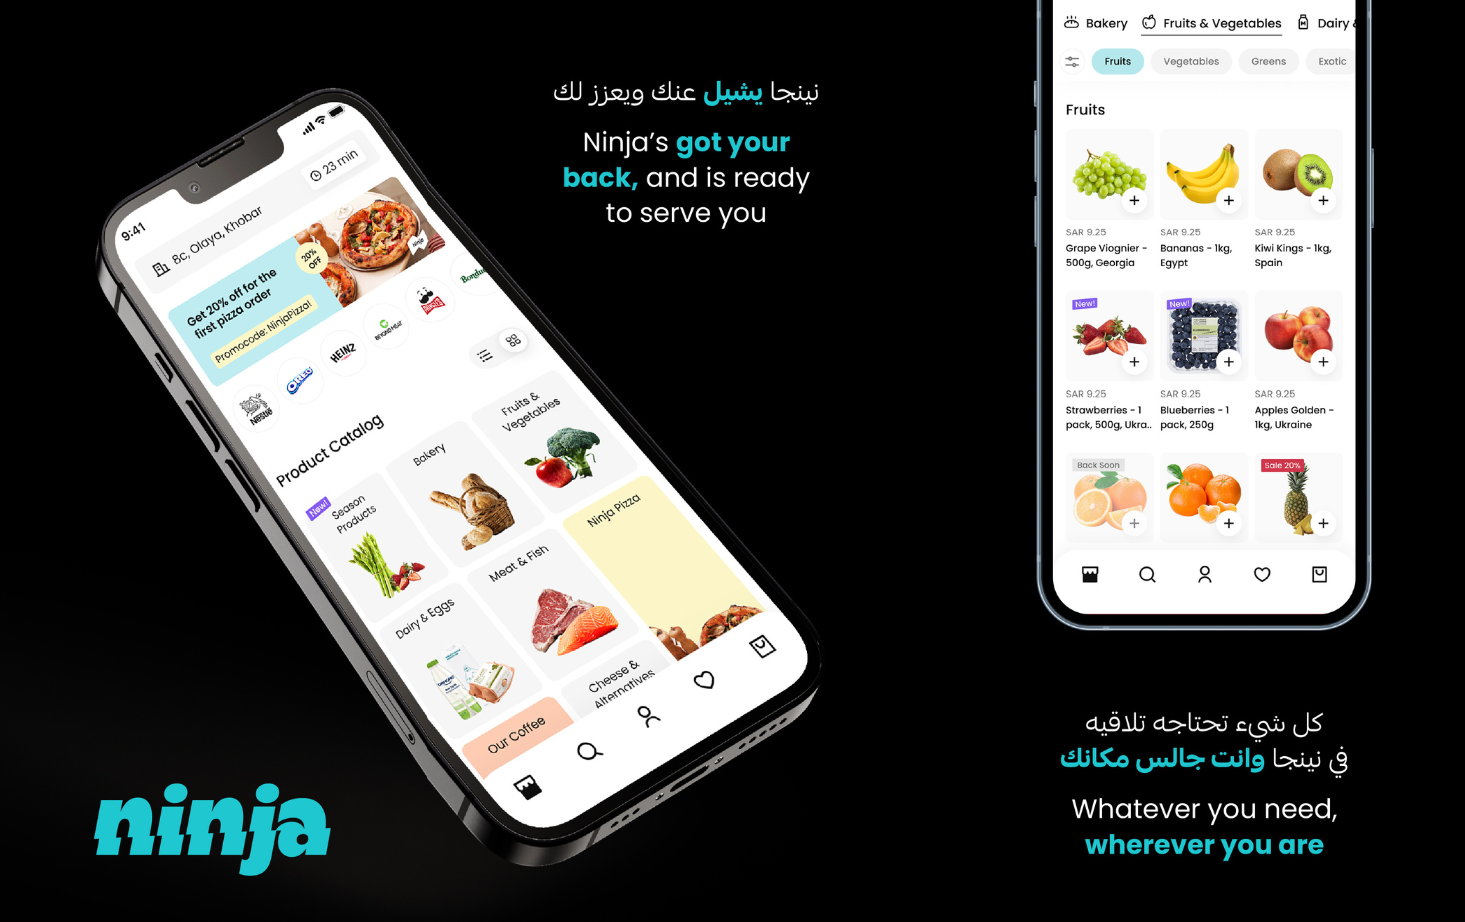 نينجا يشيل عنك ويعزز لك
Ninja's got your
back, and is ready
to serve you
9:41
8c, Olaya, Khobar
23 min
Get 20% off for the
first pizza order
Promocode: NinjaPizza!
20%
OFF
Ninja
Nestlé
OREO
HEINZ
BEYOND MEAT
Product Catalog
New!
Season
Products
Bakery
Fruits &
Vegetables
Dairy & Eggs
Meat & Fish
Ninja Pizza
Our Coffee
Cheese &
Alternatives
ninja
Bakery
Fruits & Vegetables
Dairy &
Fruits
Vegetables
Greens
Exotic
Fruits
SAR 9.25
Grape Viognier -
500g, Georgia
SAR 9.25
Bananas - 1kg,
Egypt
SAR 9.25
Kiwi Kings - 1kg,
Spain
New!
SAR 9.25
Strawberries - 1
pack, 500g, Ukra..
New!
SAR 9.25
Blueberries - 1
pack, 250g
SAR 9.25
Apples Golden -
1kg, Ukraine
Back Soon
Sale 20%
كل شيء تحتاجه تلاقيه
في نينجا وانت جالس مكانك
Whatever you need,
wherever you are